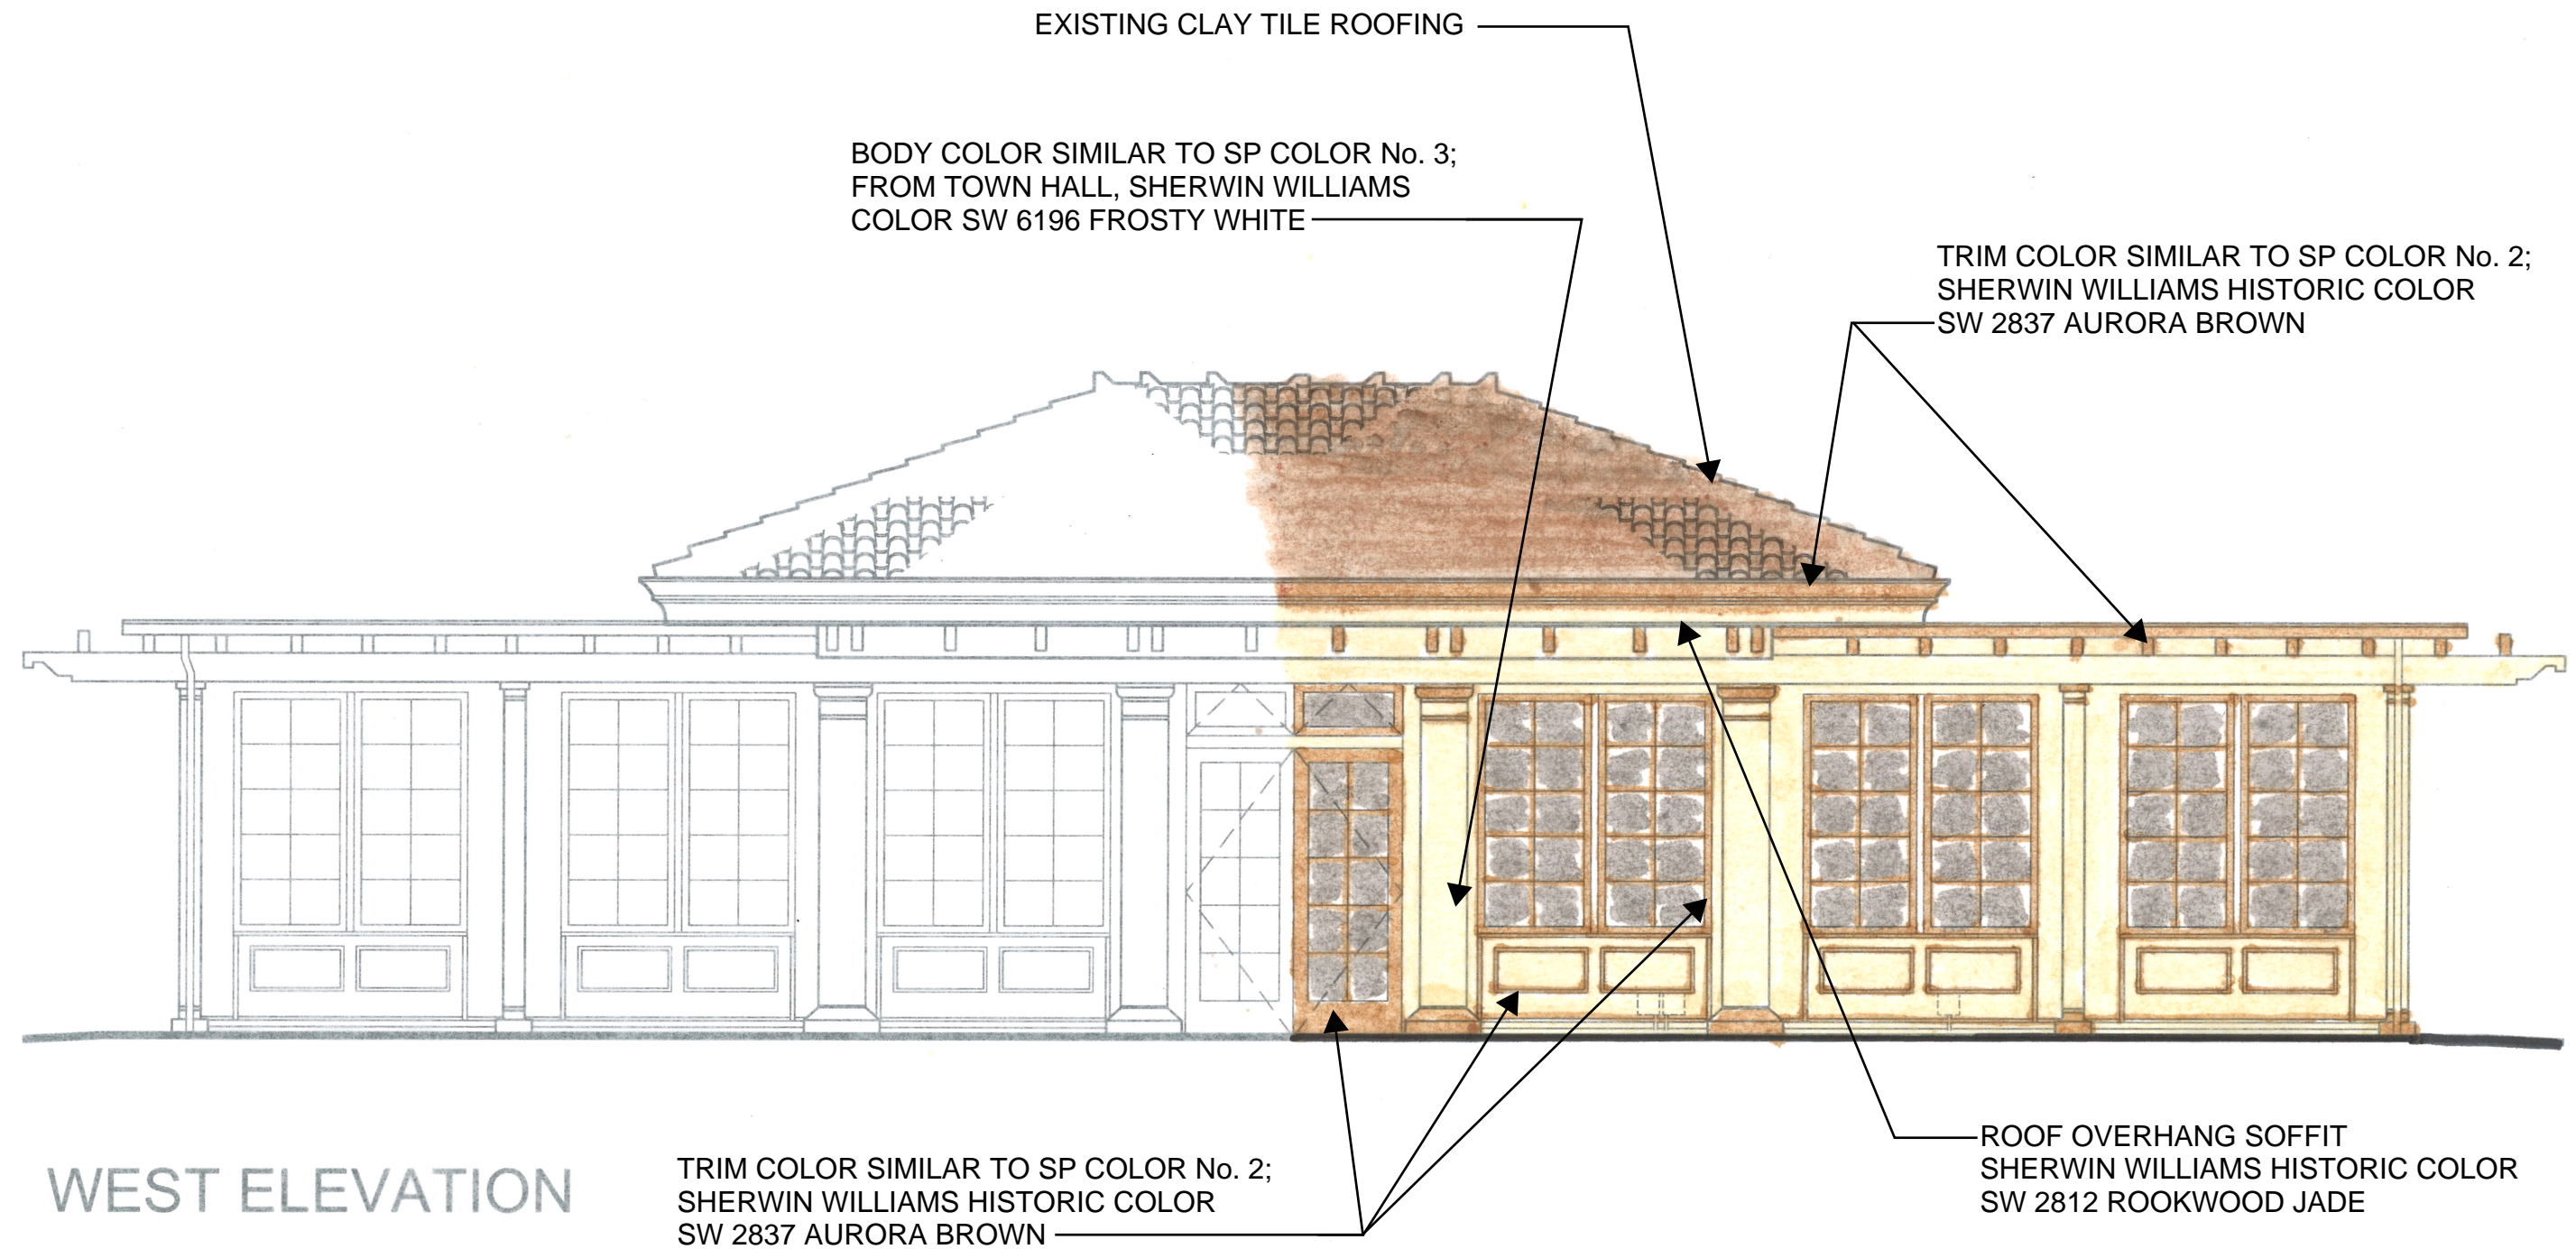 EXISTING CLAY TILE ROOFING
BODY COLOR SIMILAR TO SP COLOR No. 3;
FROM TOWN HALL, SHERWIN WILLIAMS
COLOR SW 6196 FROSTY WHITE
TRIM COLOR SIMILAR TO SP COLOR No. 2;
SHERWIN WILLIAMS HISTORIC COLOR
SW 2837 AURORA BROWN
WEST ELEVATION
TRIM COLOR SIMILAR TO SP COLOR No. 2;
SHERWIN WILLIAMS HISTORIC COLOR
SW 2837 AURORA BROWN
ROOF OVERHANG SOFFIT
SHERWIN WILLIAMS HISTORIC COLOR
SW 2812 ROOKWOOD JADE